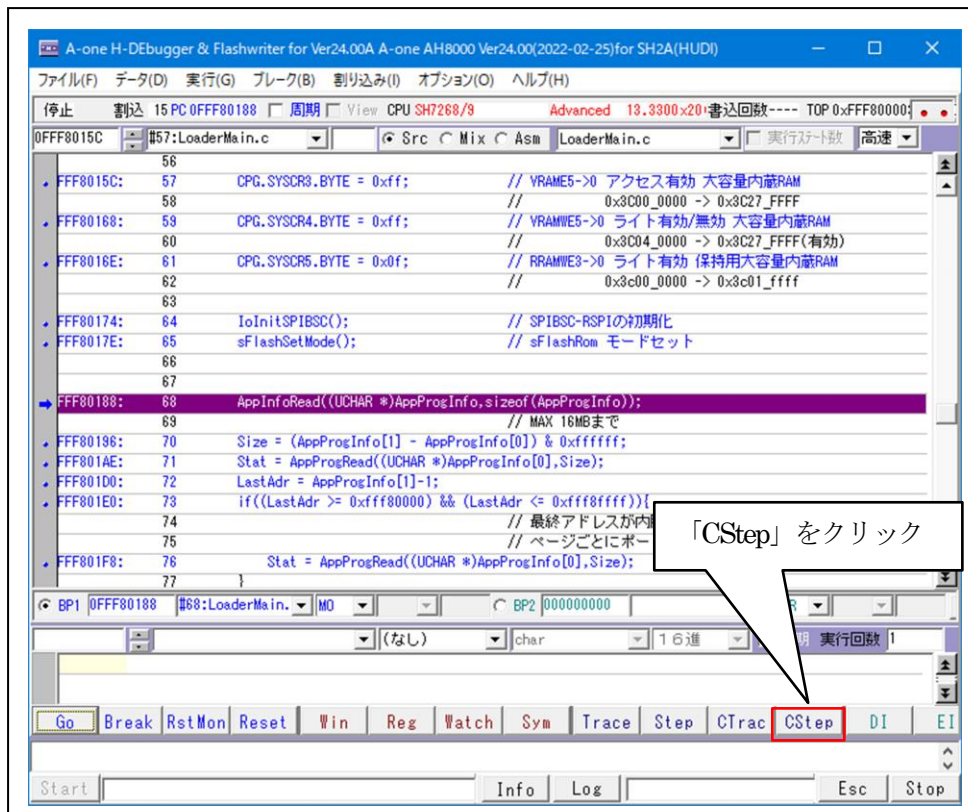 A-one H-DEbugger & Flashwriter for Ver24.00A A-one AH8000 Ver24.00(2022-02-25)for SH2A(HUDI)
ファイル(F) データ(D) 実行(G) ブレーク(B) 割り込み(I) オプション(O) ヘルプ(H)
停止 割込 15 PC 0FFF80188 周期 View CPU SH7268/9 Advanced 13.3300x20 書込回数---- TOP 0xFFF80000
0FFF8015C #57:LoaderMain.c Src Mix Asm LoaderMain.c 実行ステート数 高速
56
FFF8015C: 57 CPG.SYSCR3.BYTE = 0xff; // VRAME5->0 アクセス有効 大容量内蔵RAM
58 // 0x3C00_0000 -> 0x3C27_FFFF
FFF80168: 59 CPG.SYSCR4.BYTE = 0xff; // VRAMWE5->0 ライト有効/無効 大容量内蔵RAM
60 // 0x3C04_0000 -> 0x3C27_FFFF(有効)
FFF8016E: 61 CPG.SYSCR5.BYTE = 0x0f; // RRAMWE3->0 ライト有効 保持用大容量内蔵RAM
62 // 0x3c00_0000 -> 0x3c01_ffff
63
FFF80174: 64 IoInitSPIBSC(); // SPIBSC-RSPIの初期化
FFF8017E: 65 sFlashSetMode(); // sFlashRom モードセット
66
67
FFF80188: 68 AppInfoRead((UCHAR *)AppProgInfo,sizeof(AppProgInfo));
69 // MAX 16MBまで
FFF80196: 70 Size = (AppProgInfo[1] - AppProgInfo[0]) & 0xffffff;
FFF801AE: 71 Stat = AppProgRead((UCHAR *)AppProgInfo[0],Size);
FFF801D0: 72 LastAdr = AppProgInfo[1]-1;
FFF801E0: 73 if((LastAdr >= 0xfff80000) && (LastAdr <= 0xfff8ffff)){
74 // 最終アドレスが内
75 // ページごとにポー
FFF801F8: 76 Stat = AppProgRead((UCHAR *)AppProgInfo[0],Size);
77 }
「CStep」をクリック
BP1 0FFF80188 #68:LoaderMain. MO BP2 000000000
(なし) char 16進 実行回数 1
Go Break RstMon Reset Win Reg Watch Sym Trace Step CTrac CStep DI EI
Start Info Log Esc Stop